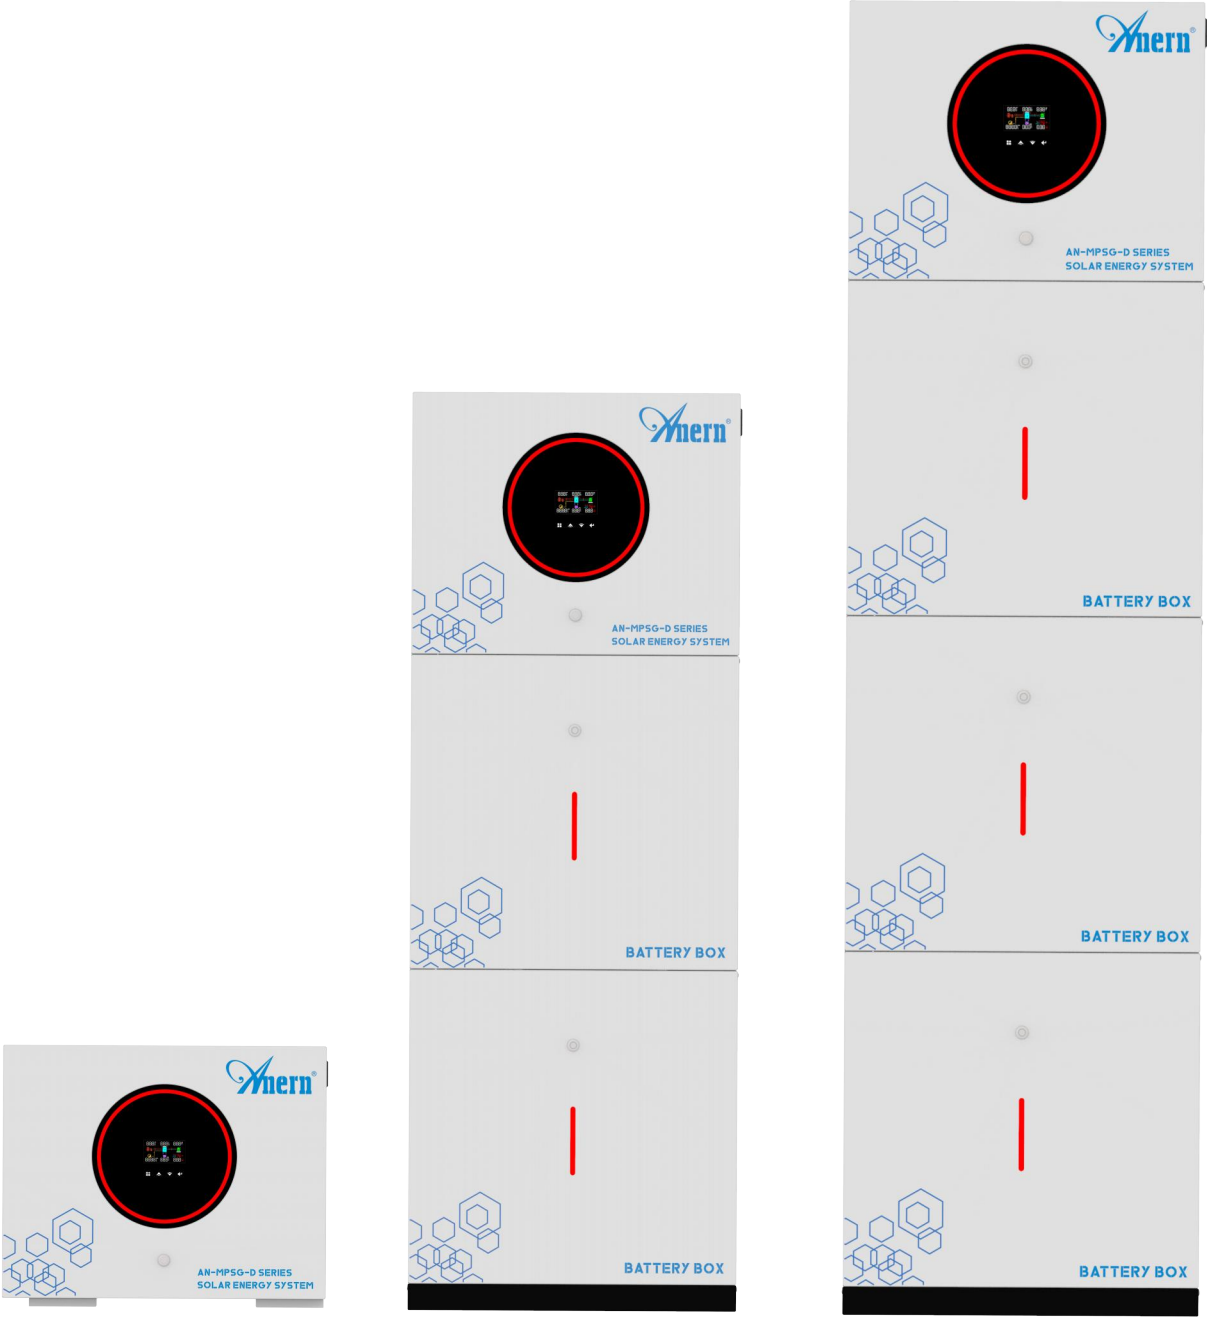 Anern®
AN-MPSG-D SERIES
SOLAR ENERGY SYSTEM
Anern®
AN-MPSG-D SERIES
SOLAR ENERGY SYSTEM
BATTERY BOX
BATTERY BOX
Anern®
AN-MPSG-D SERIES
SOLAR ENERGY SYSTEM
BATTERY BOX
BATTERY BOX
BATTERY BOX